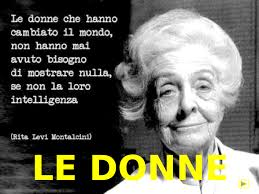 Le donne che hanno
cambiato il mondo,
non hanno mai
avuto bisogno
di mostrare nulla,
se non la loro
intelligenza
(Rita Levi Montalcini)
LE DONNE